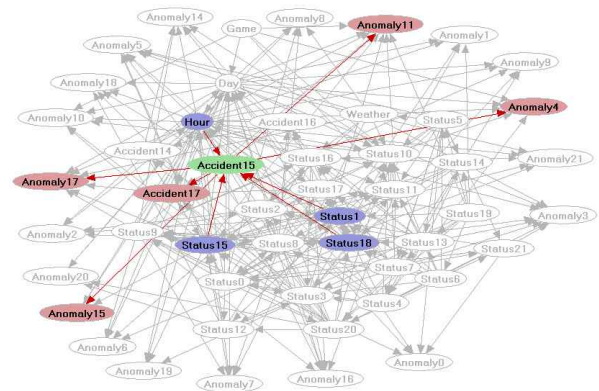 Anomaly14
Anomaly8
Game
Anomaly11
Anomaly5
Anomaly1
Anomaly9
Anomaly18
Day
Anomaly4
Anomaly10
Hour
Accident16
Weather
Status5
Accident14
Accident15
Status16
Status10
Status14
Anomaly21
Anomaly17
Accident17
Status17
Status11
Status2
Status1
Status19
Anomaly3
Anomaly2
Status9
Status15
Status8
Status18
Status13
Status21
Anomaly20
Status0
Status7
Status6
Status3
Status4
Anomaly15
Status12
Status20
Anomaly6
Anomaly19
Anomaly7
Anomaly16
Anomaly0